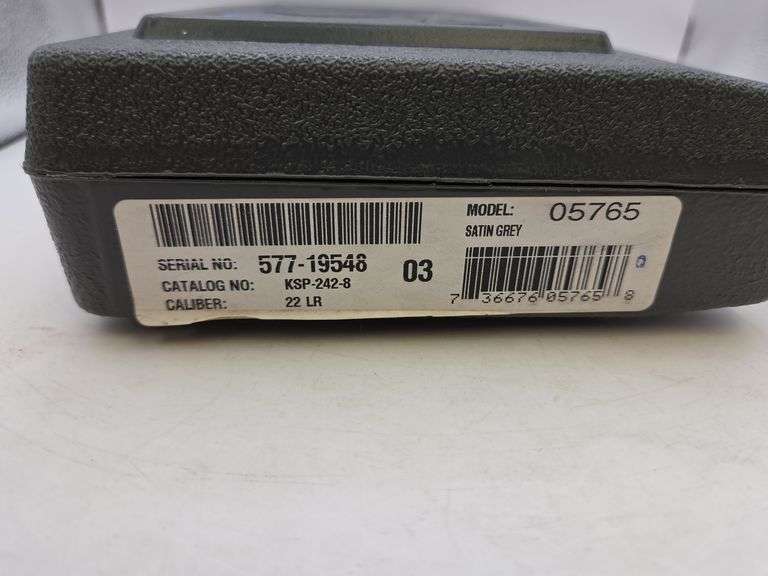 SERIAL NO: 577-19548
03
CATALOG NO: KSP-242-8
CALIBER: 22 LR
MODEL: 05765
SATIN GREY
7 36676 05765 8